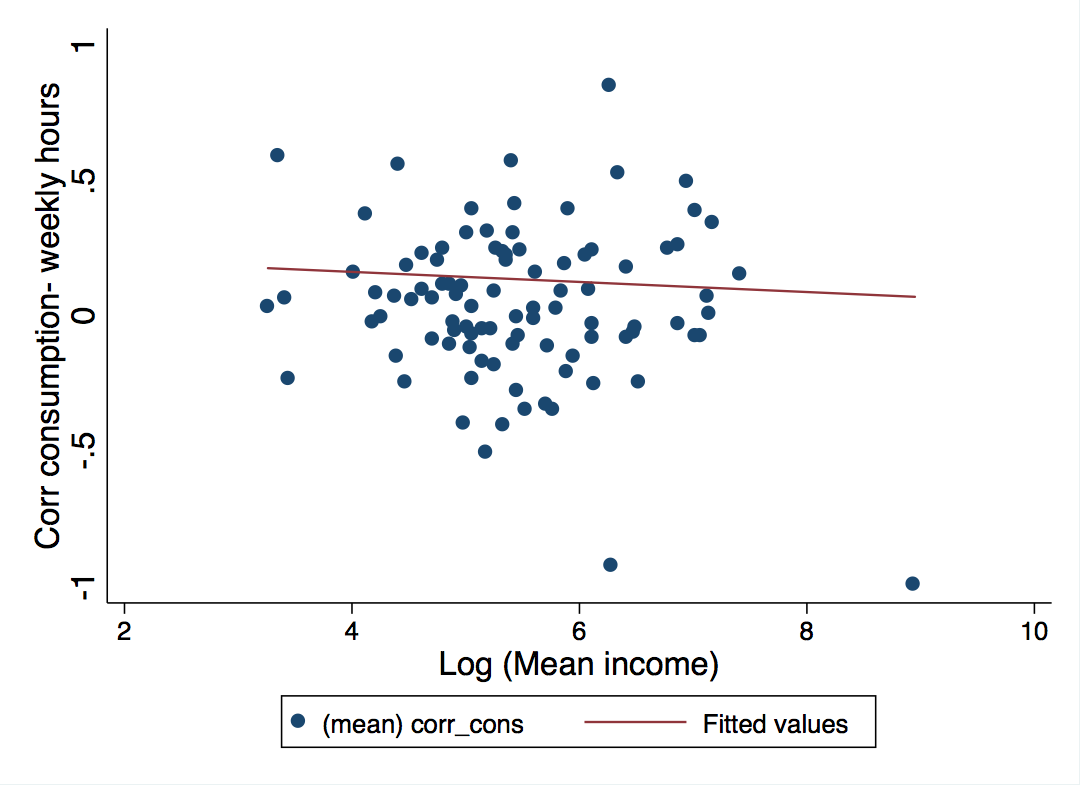 Corr consumption- weekly hours
1
.5
0
-.5
-1
2 4 6 8 10
Log (Mean income)
(mean) corr_cons Fitted values